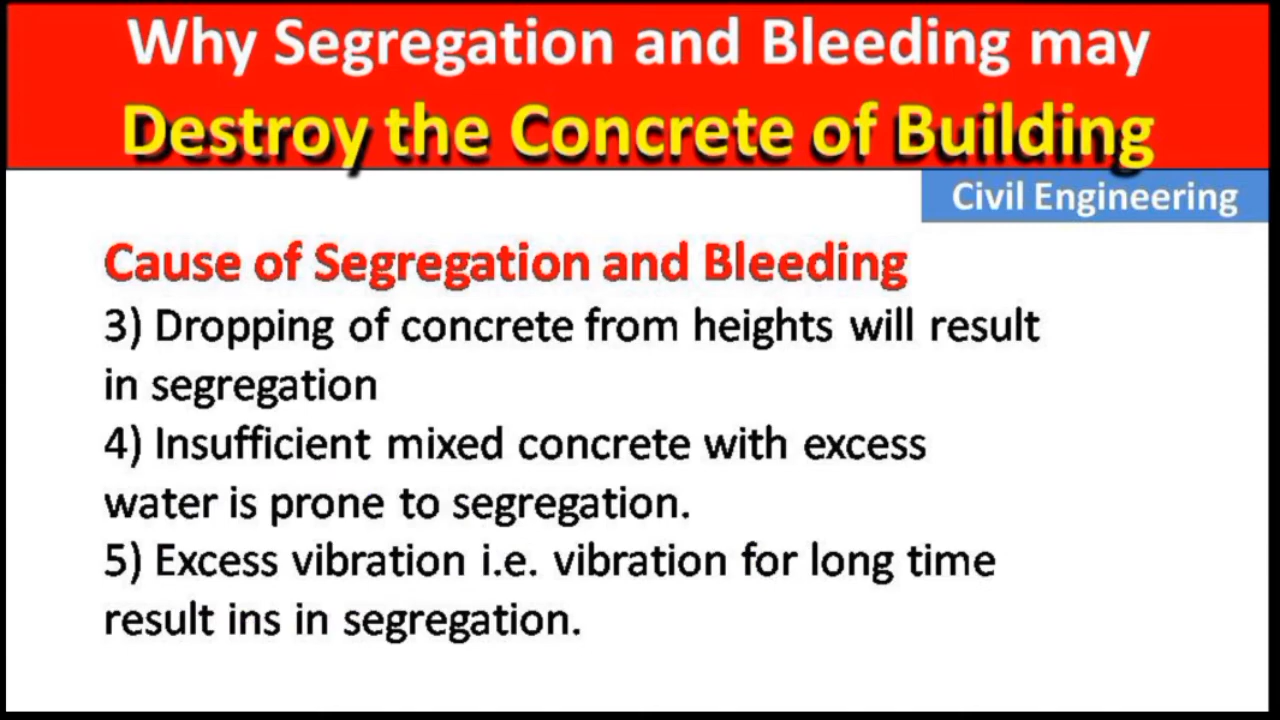 Why Segregation and Bleeding may
Destroy the Concrete of Building
Civil Engineering
Cause of Segregation and Bleeding
3) Dropping of concrete from heights will result
in segregation
4) Insufficient mixed concrete with excess
water is prone to segregation.
5) Excess vibration i.e. vibration for long time
result ins in segregation.